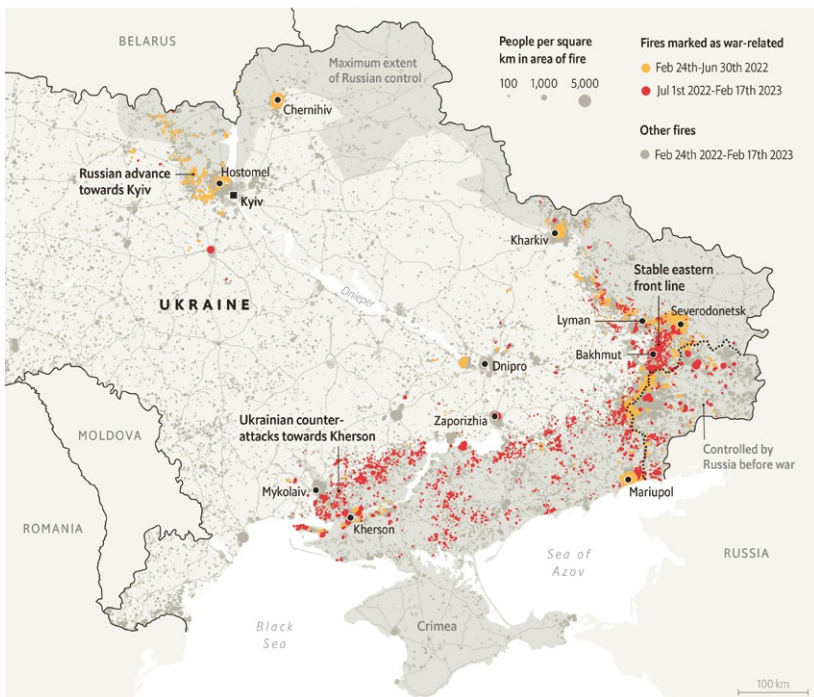 BELARUS
Maximum extent
of Russian control
People per square
km in area of fire
100
1,000
5,000
Fires marked as war-related
Feb 24th-Jun 30th 2022
Jul 1st 2022-Feb 17th 2023
Other fires
Feb 24th 2022-Feb 17th 2023
Chernihiv
Russian advance
towards Kyiv
Hostomel
Kyiv
Kharkiv
Stable eastern
front line
UKRAINE
Dnieper
Lyman
Severodonetsk
Bakhmut
Dnipro
Ukrainian counter-
attacks towards Kherson
Zaporizhia
MOLDOVA
Controlled by
Russia before war
Mykolaiv
Mariupol
ROMANIA
Kherson
Sea of
Azov
RUSSIA
Black
Sea
Crimea
100 km